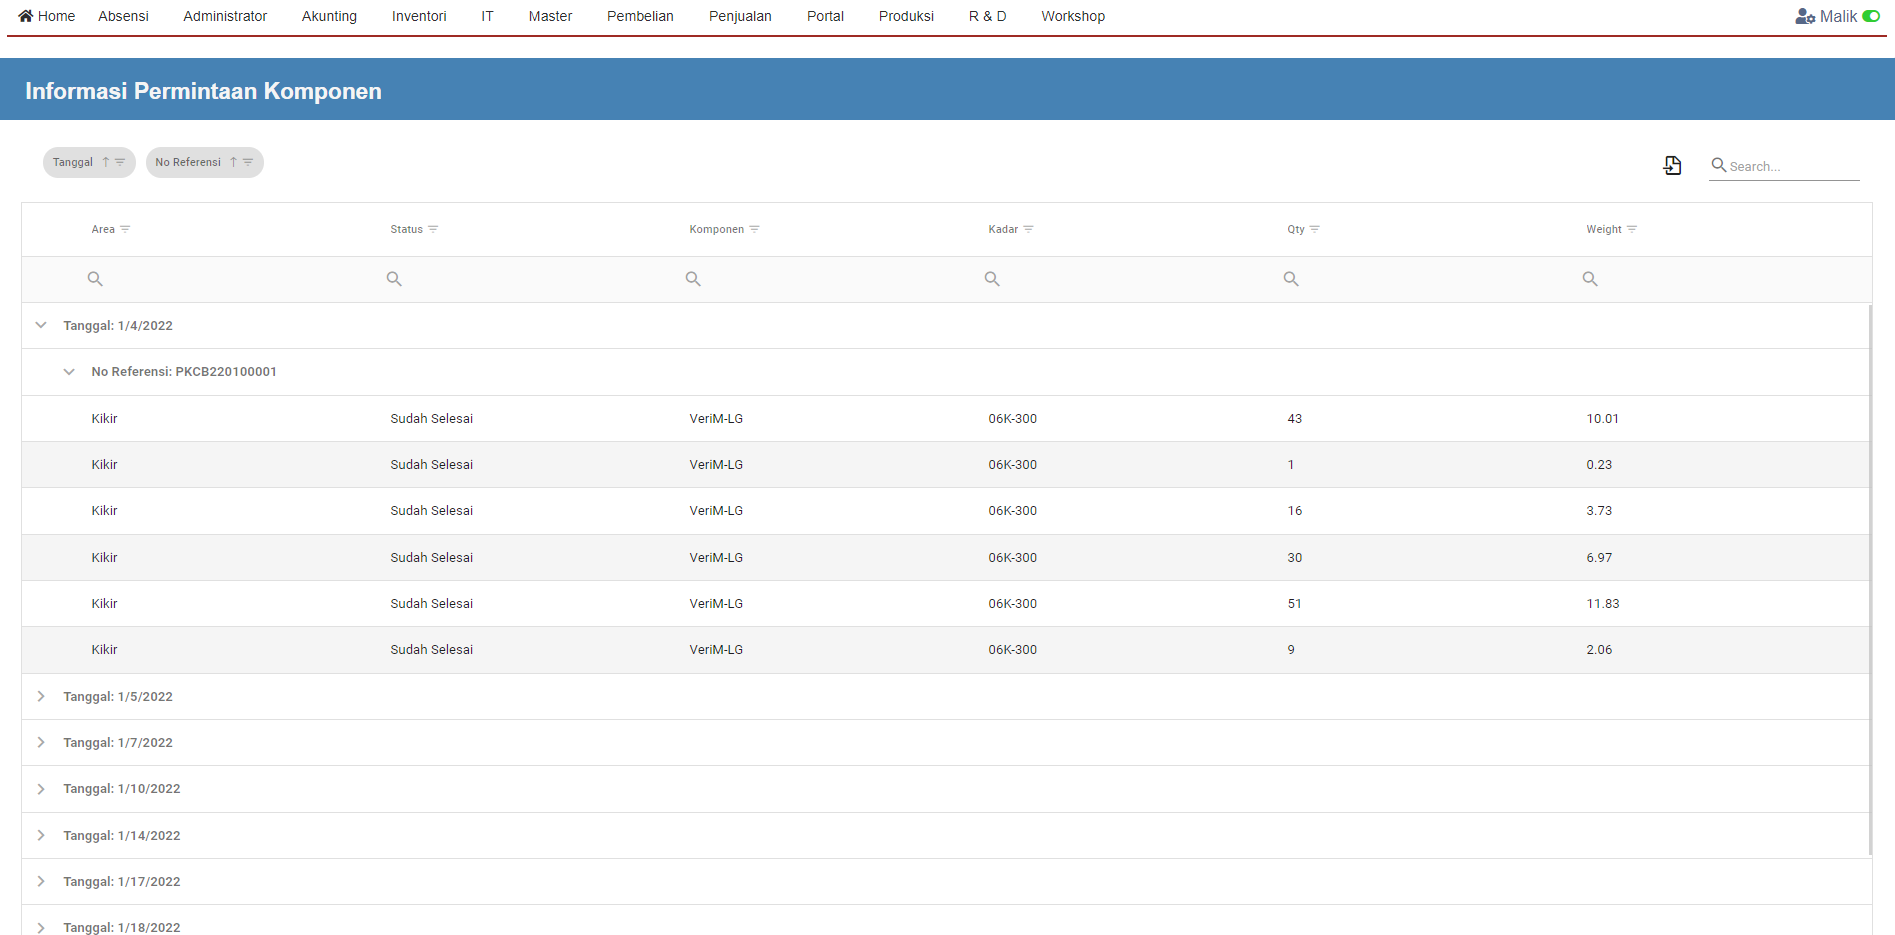 Home Absensi Administrator Akunting Inventori IT Master Pembelian Penjualan Portal Produksi R & D Workshop Malik
Informasi Permintaan Komponen
Tanggal No Referensi Search...
Area Status Komponen Kadar Qty Weight
Tanggal: 1/4/2022
No Referensi: PKCB220100001
Kikir Sudah Selesai VeriM-LG 06K-300 43 10.01
Kikir Sudah Selesai VeriM-LG 06K-300 1 0.23
Kikir Sudah Selesai VeriM-LG 06K-300 16 3.73
Kikir Sudah Selesai VeriM-LG 06K-300 30 6.97
Kikir Sudah Selesai VeriM-LG 06K-300 51 11.83
Kikir Sudah Selesai VeriM-LG 06K-300 9 2.06
Tanggal: 1/5/2022
Tanggal: 1/7/2022
Tanggal: 1/10/2022
Tanggal: 1/14/2022
Tanggal: 1/17/2022
Tanggal: 1/18/2022